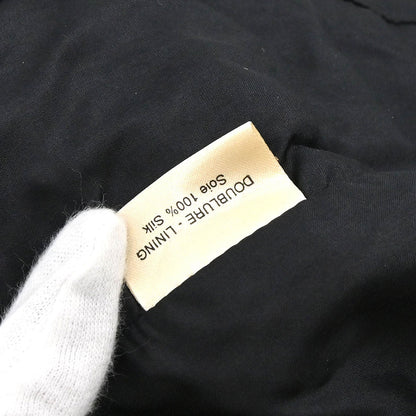 DOUBLURE - LINING
Soie 100% Silk